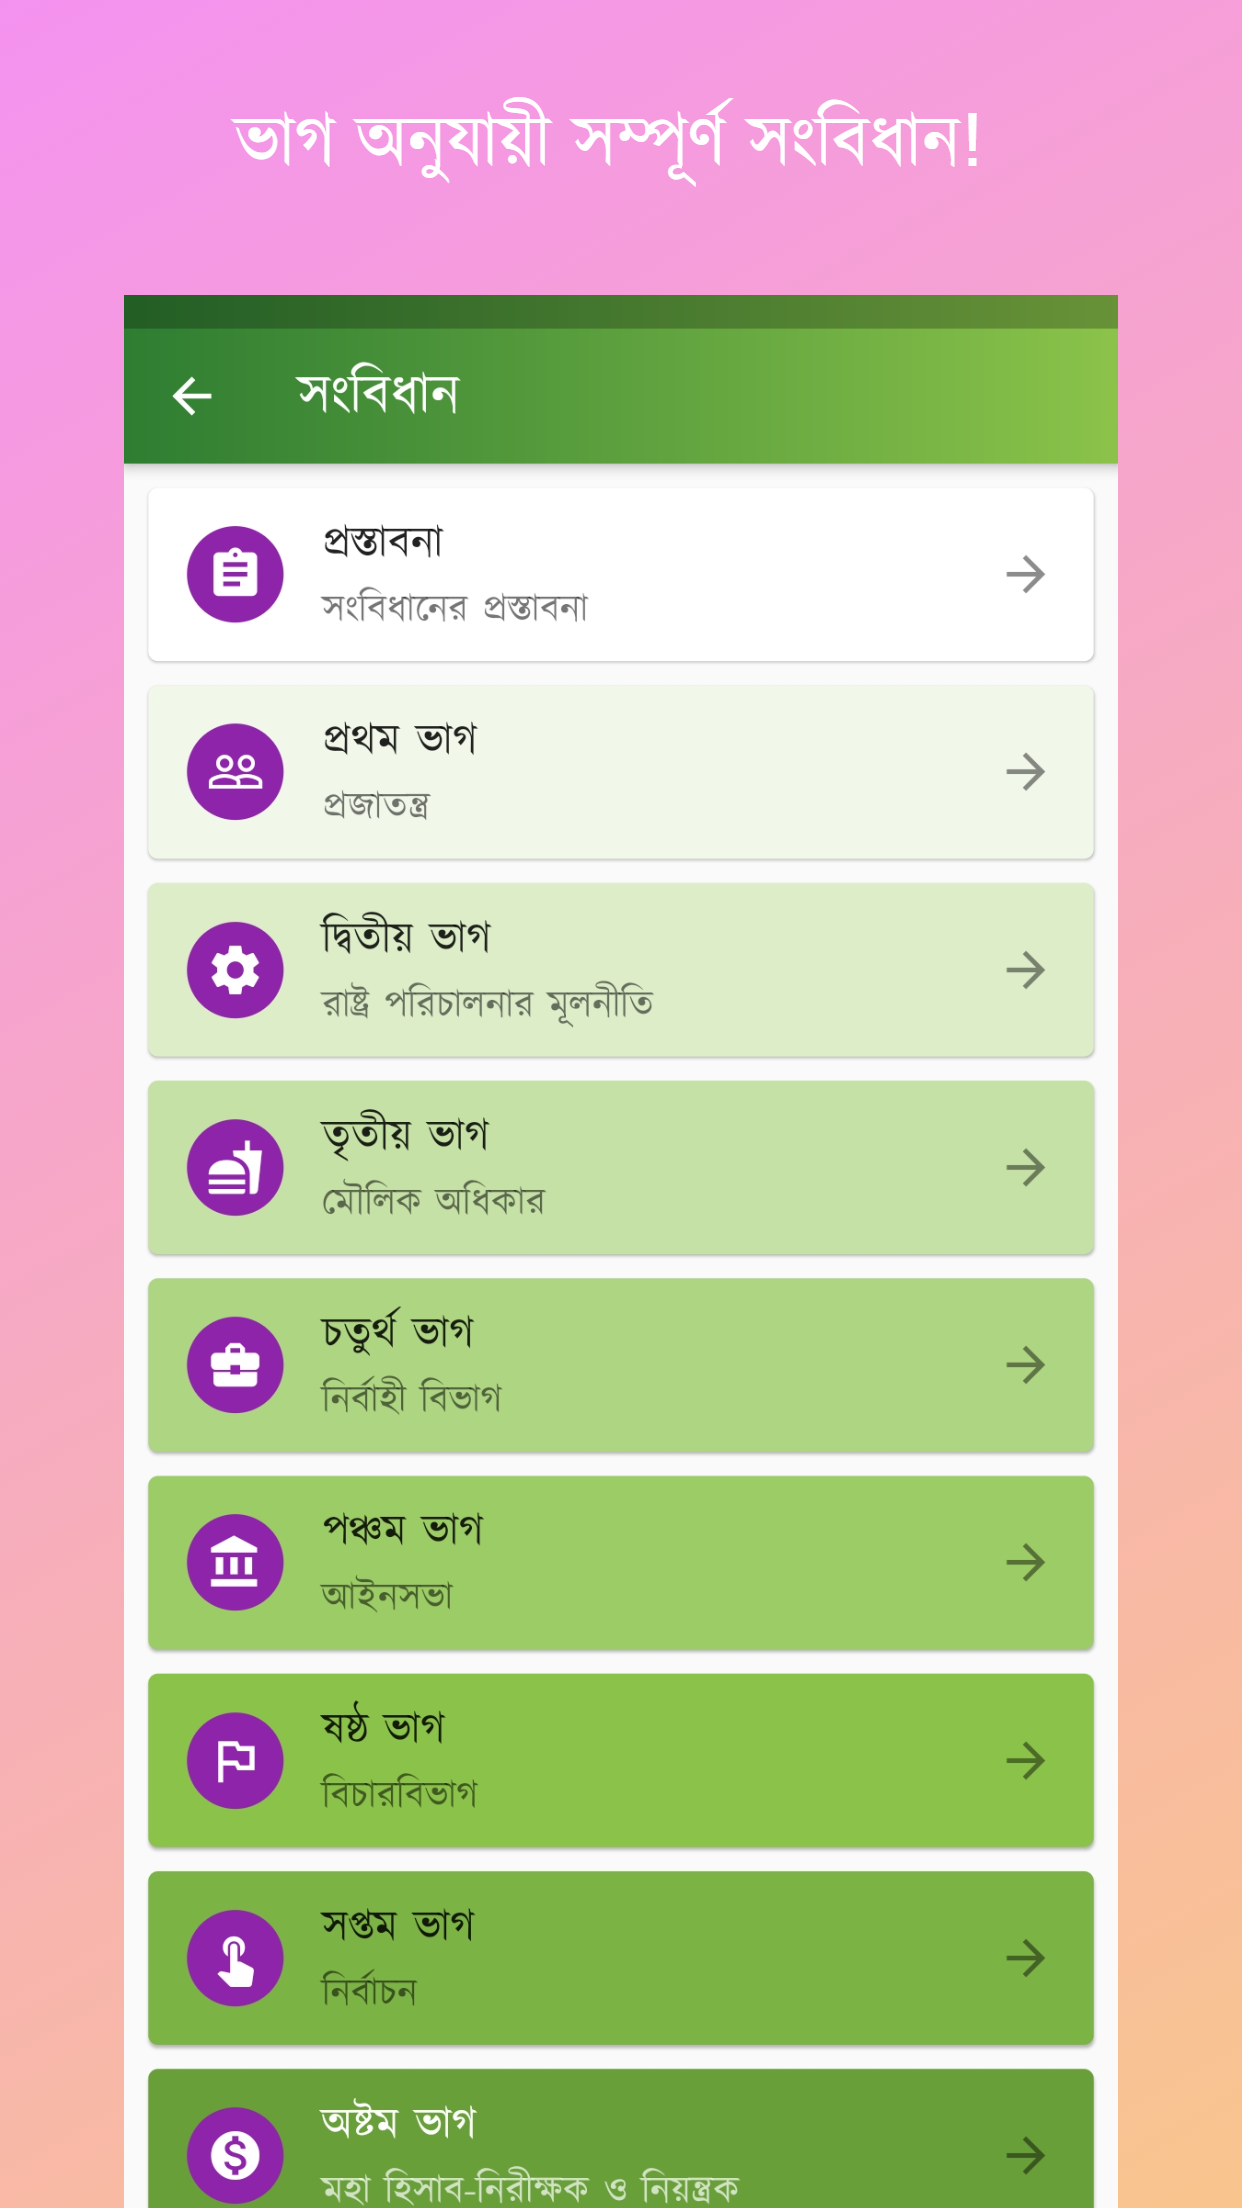 ভাগ অনুযায়ী সম্পূর্ণ সংবিধান!
সংবিধান
প্রস্তাবনা
সংবিধানের প্রস্তাবনা
প্রথম ভাগ
প্রজাতন্ত্র
দ্বিতীয় ভাগ
রাষ্ট্র পরিচালনার মূলনীতি
তৃতীয় ভাগ
মৌলিক অধিকার
চতুর্থ ভাগ
নির্বাহী বিভাগ
পঞ্চম ভাগ
আইনসভা
ষষ্ঠ ভাগ
বিচারবিভাগ
সপ্তম ভাগ
নির্বাচন
অষ্টম ভাগ
মহা হিসাব-নিরীক্ষক ও নিয়ন্ত্রক